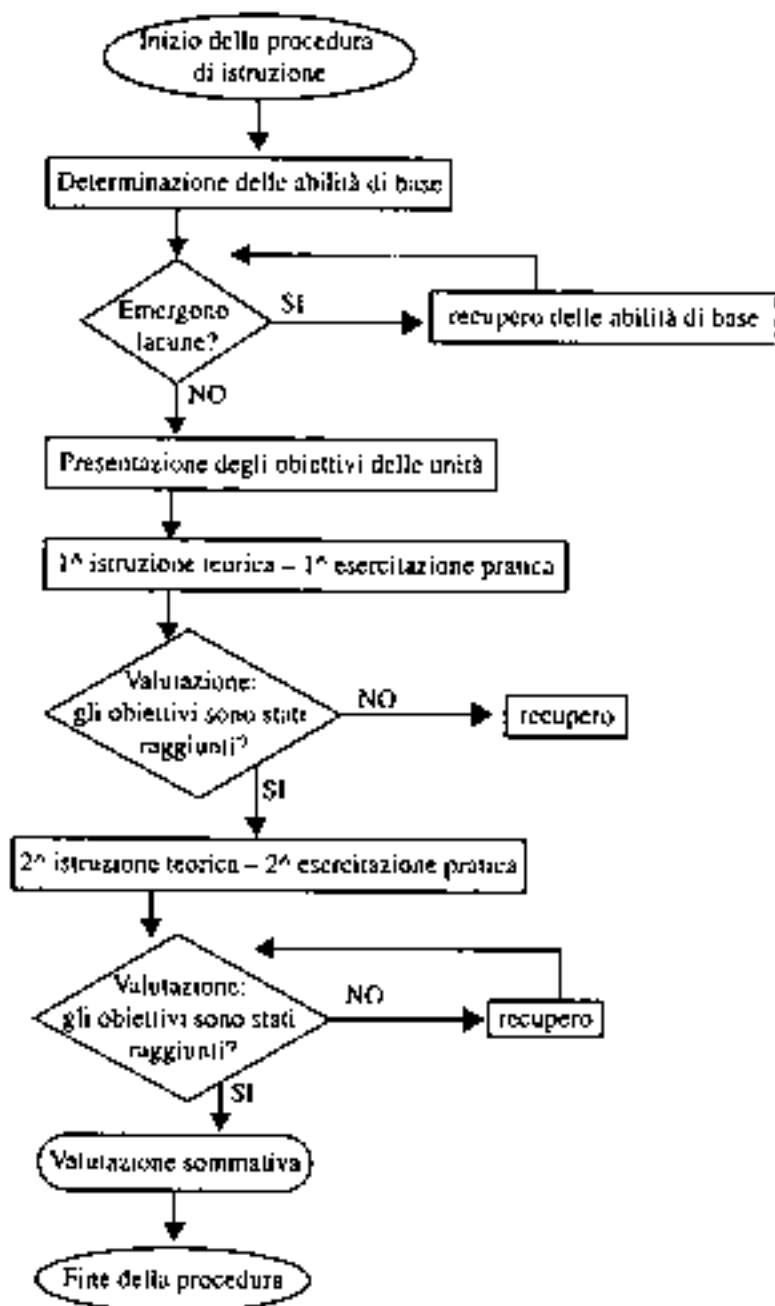 Inizio della procedura
di istruzione
Determinazione delle abilità di base
Emergono
lacune?
SI
recupero delle abilità di base
NO
Presentazione degli obiettivi delle unità
1^ istruzione teorica – 1^ esercitazione pratica
Valutazione:
gli obiettivi sono stati
raggiunti?
NO
recupero
SI
2^ istruzione teorica – 2^ esercitazione pratica
Valutazione:
gli obiettivi sono stati
raggiunti?
NO
recupero
SI
Valutazione sommativa
Fine della procedura